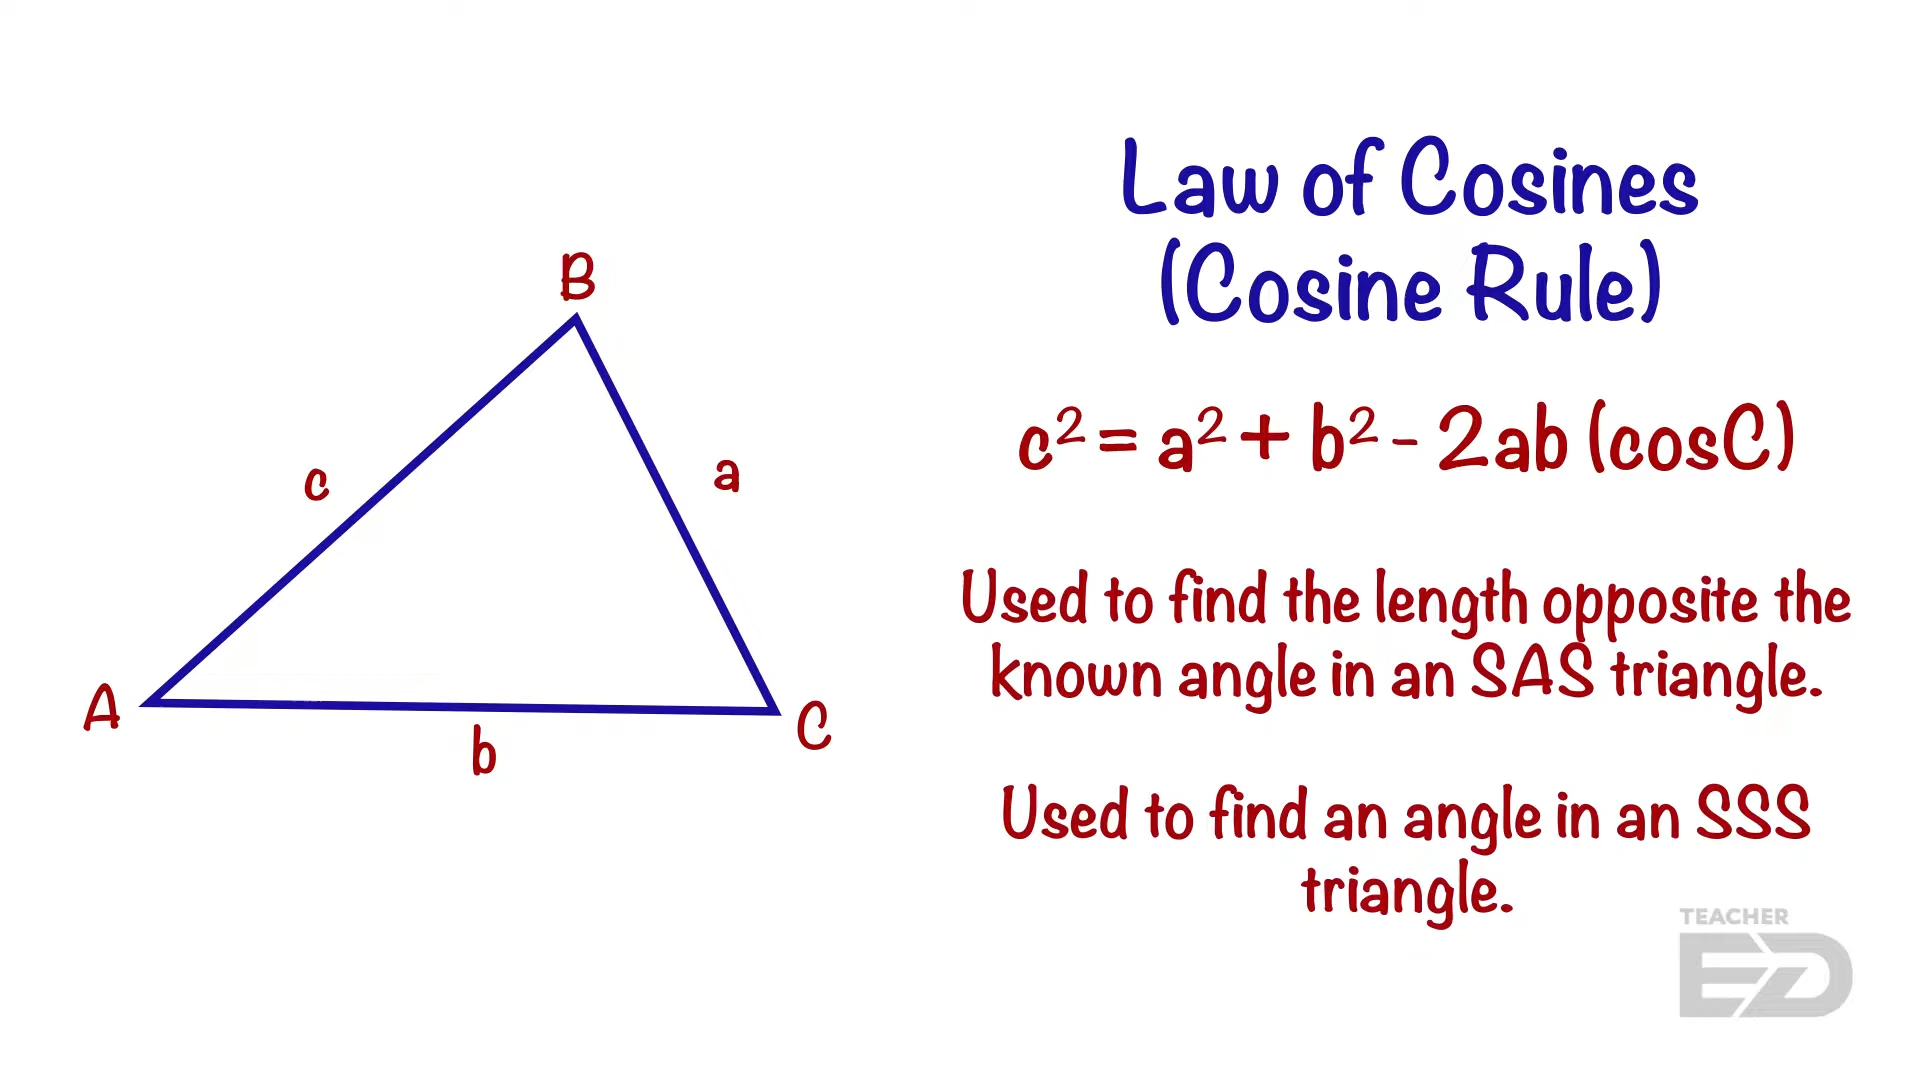 Law of Cosines
(Cosine Rule)
B
c² = a² + b² - 2ab (cosC)
c
a
Used to find the length opposite the
known angle in an SAS triangle.
A
C
b
Used to find an angle in an SSS
triangle.
TEACHER
ED